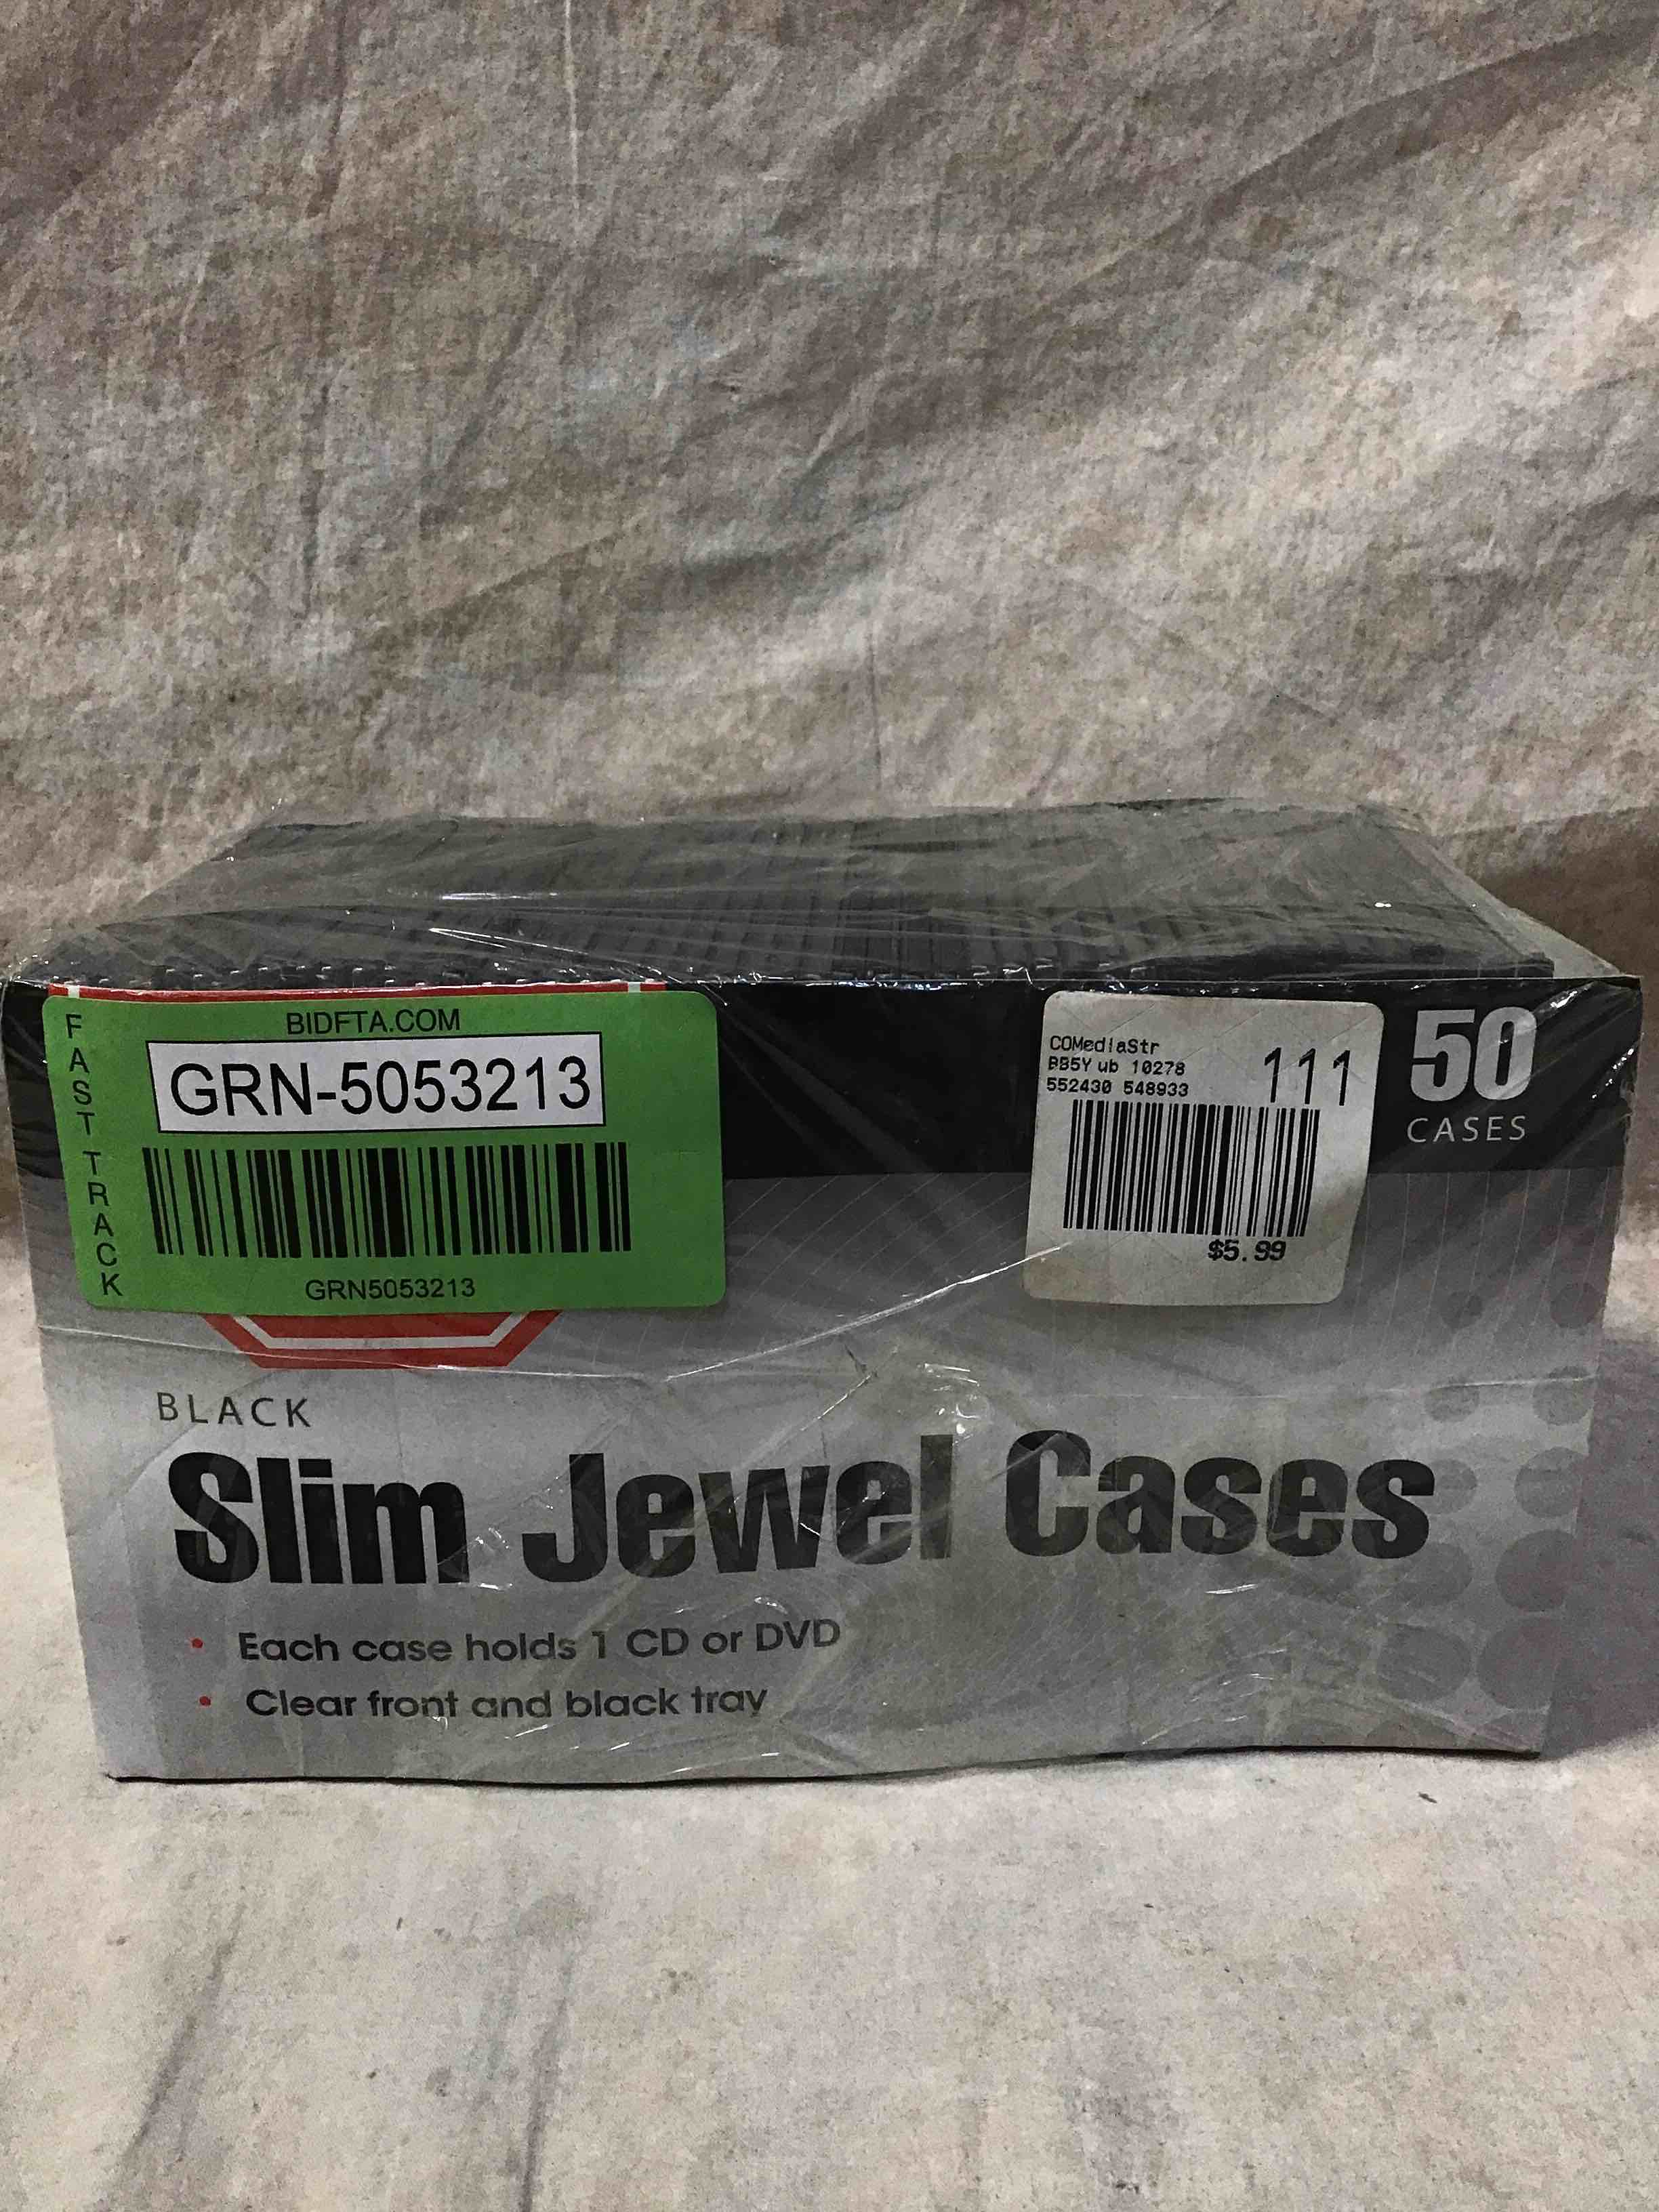 FAST TRACK
BIDFTA.COM
GRN-5053213
GRN5053213
COMediaStr
BB5Y ub 10278
552430 548933
111
$5.99
50
CASES
BLACK
Slim Jewel Cases
• Each case holds 1 CD or DVD
• Clear front and black tray